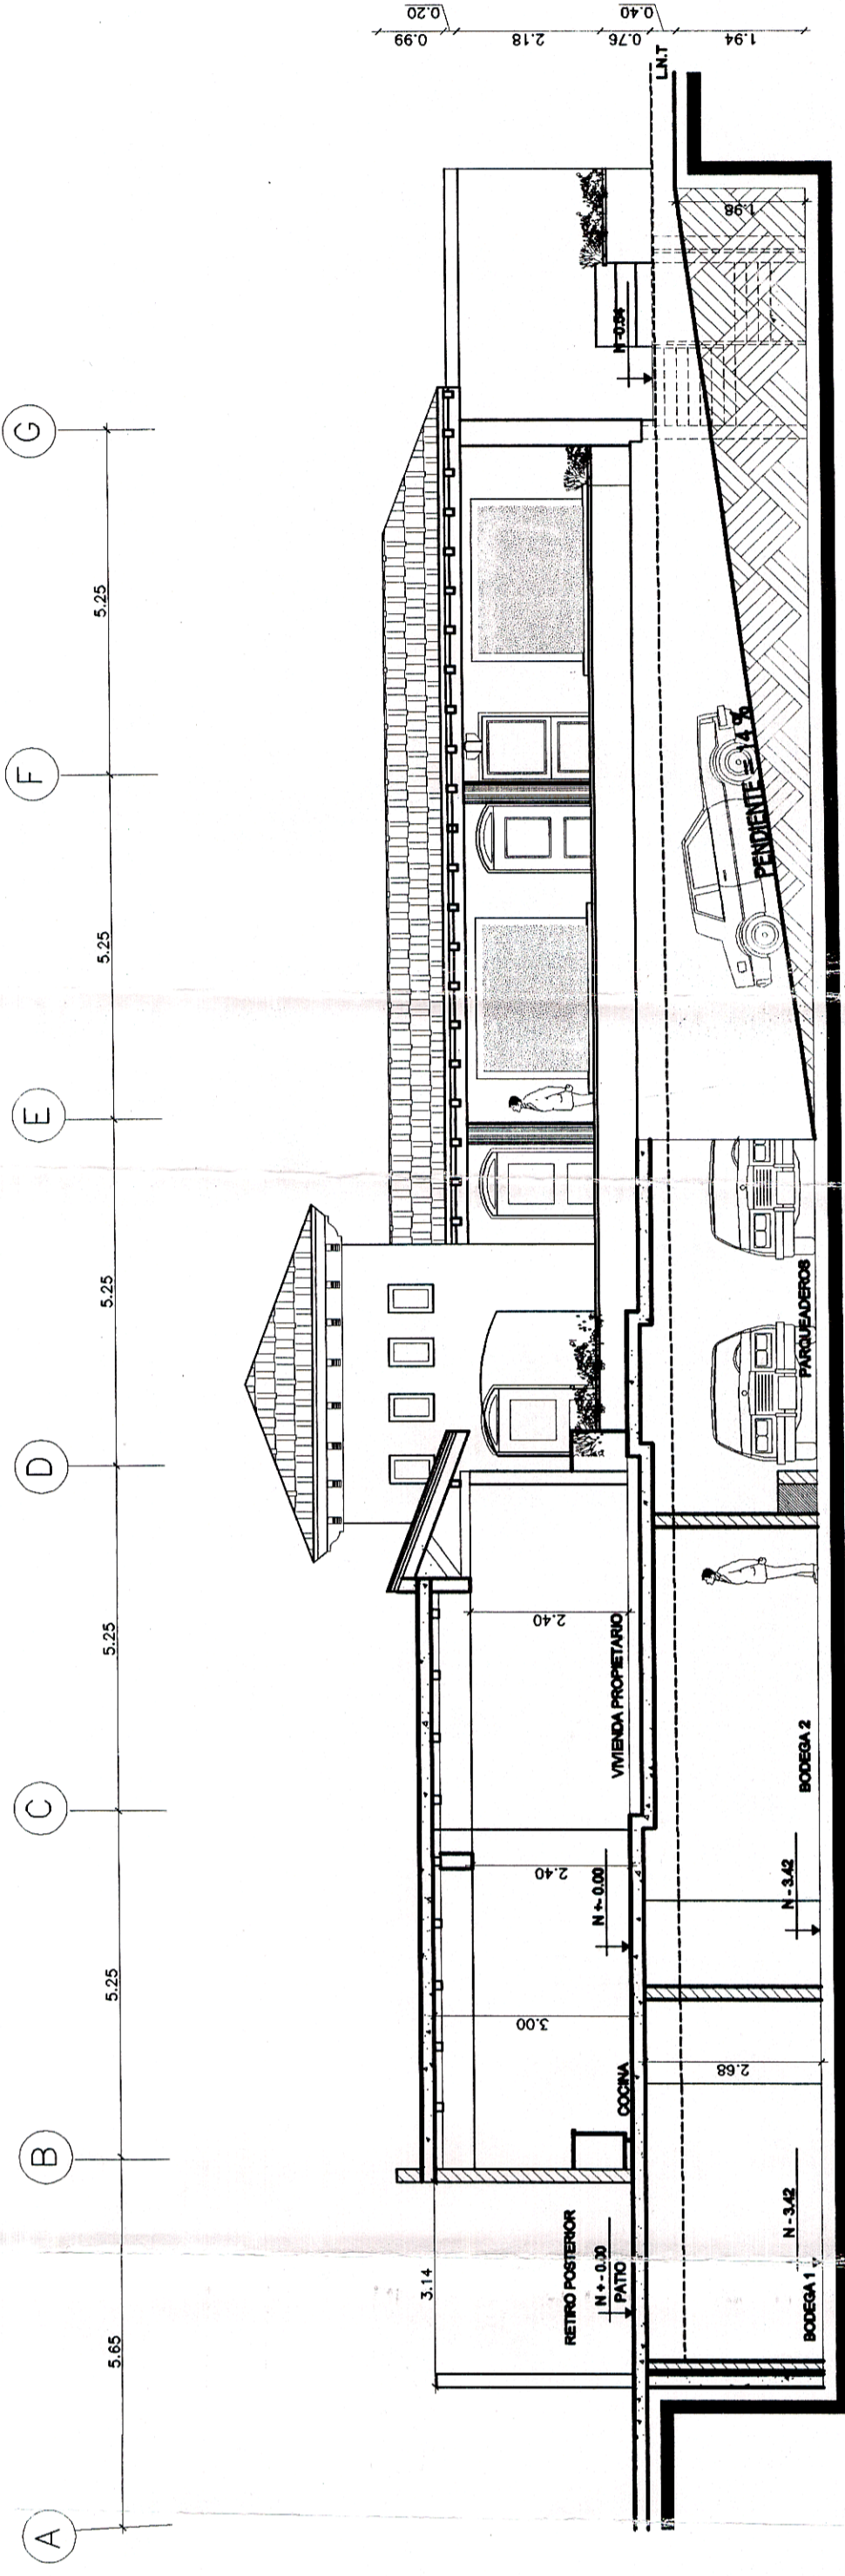 A
B
C
D
E
F
G
5.65
5.25
5.25
5.25
5.25
5.25
3.14
RETIRO POSTERIOR
N + - 0.00
PATIO
COCINA
3.00
N +- 0.00
2.40
VIVIENDA PROPIETARIO
2.40
BODEGA 1
N - 3.42
2.68
N - 3.42
BODEGA 2
PARQUEADEROS
PENDIENTE = 14 %
N -0.54
1.98
L.N.T
0.99
0.20
2.18
0.76
0.40
1.94